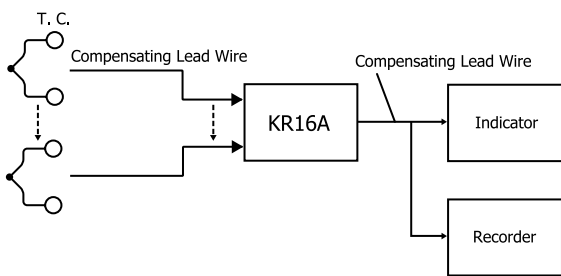 T. C.
Compensating Lead Wire
Compensating Lead Wire
KR16A
Indicator
Recorder